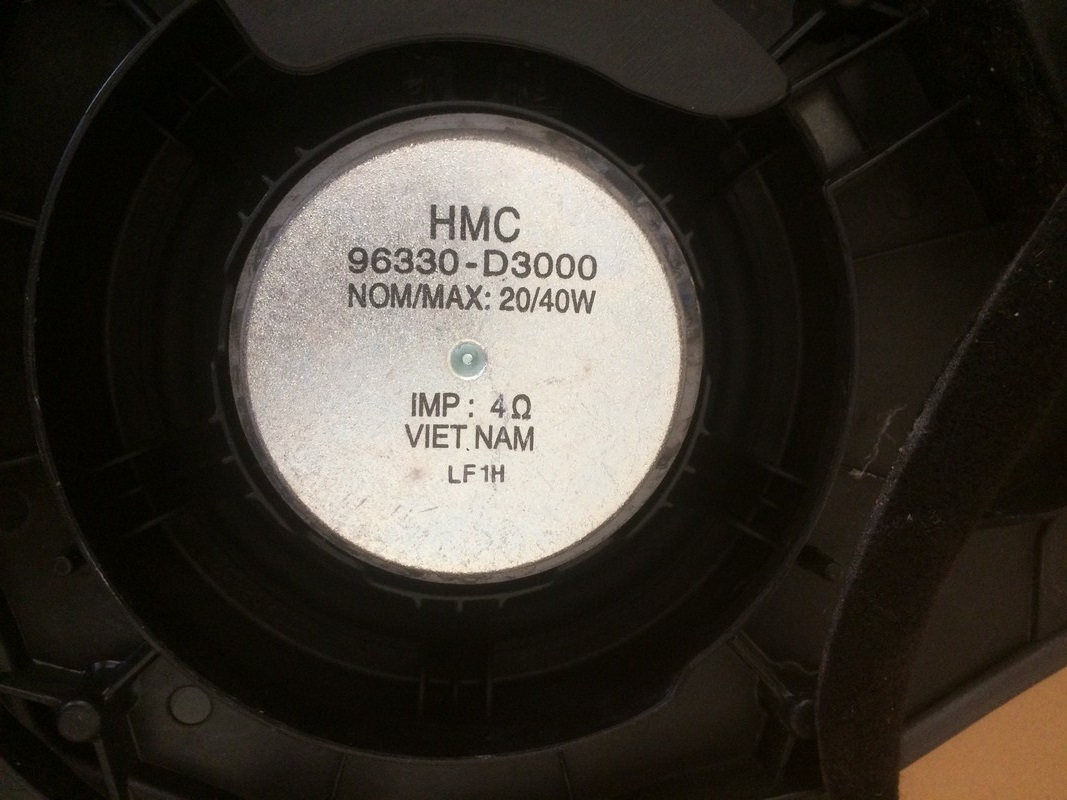 HMC
96330-D3000
NOM/MAX: 20/40W
IMP : 4Ω
VIET NAM
LF1H